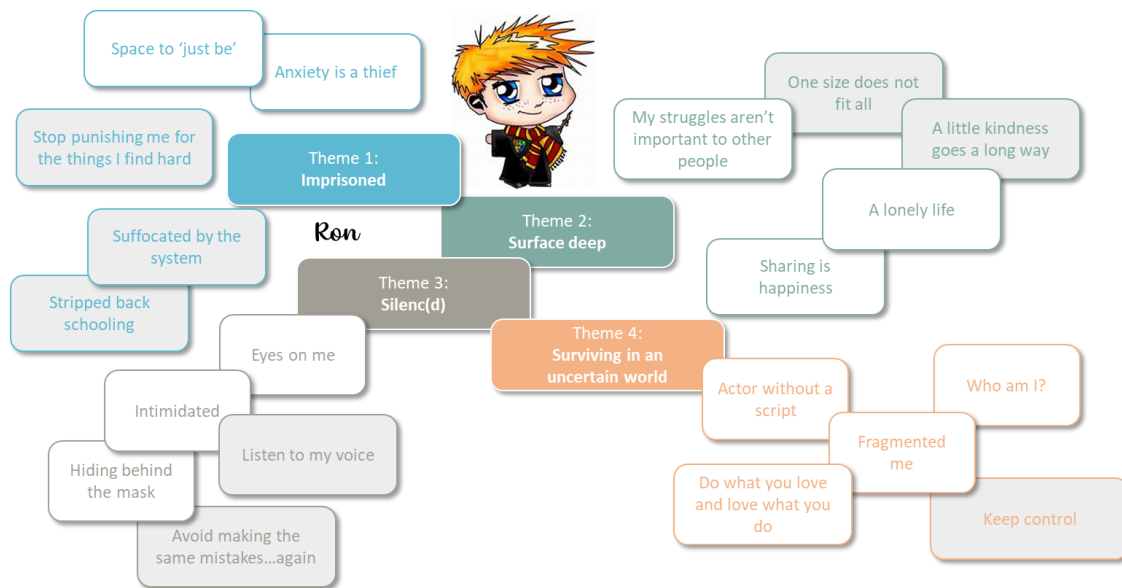 Space to ‘just be’
Anxiety is a thief
Stop punishing me for
the things I find hard
Theme 1:
Imprisoned
Suffocated by the
system
Stripped back
schooling
Ron
One size does not
fit all
My struggles aren’t
important to other
people
A little kindness
goes a long way
A lonely life
Sharing is
happiness
Theme 2:
Surface deep
Theme 3:
Silenc(d)
Eyes on me
Intimidated
Listen to my voice
Hiding behind
the mask
Avoid making the
same mistakes...again
Theme 4:
Surviving in an
uncertain world
Actor without a
script
Who am I?
Fragmented
me
Do what you love
and love what you
do
Keep control